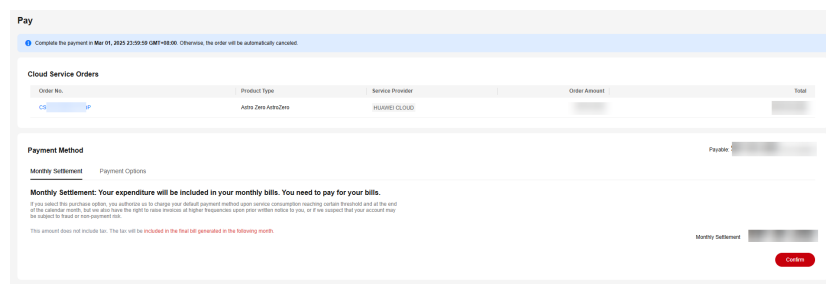 Pay
Complete the payment in Mar 01, 2025 23:59:59 GMT+08:00. Otherwise, the order will be automatically canceled.
Cloud Service Orders
Order No. Product Type Service Provider Order Amount Total
CS Astro Zero AstroZero HUAWEI CLOUD
Payment Method Payable:
Monthly Settlement Payment Options
Monthly Settlement: Your expenditure will be included in your monthly bills. You need to pay for your bills.
If you select this purchase option, you authorize us to charge your default payment method upon service consumption reaching certain threshold and at the end
of the calendar month, but we also have the right to raise invoices at higher frequencies upon prior written notice to you, or if we suspect that your account may
be subject to fraud or non-payment risk.
This amount does not include tax. The tax will be included in the final bill generated in the following month.
Monthly Settlement
Confirm